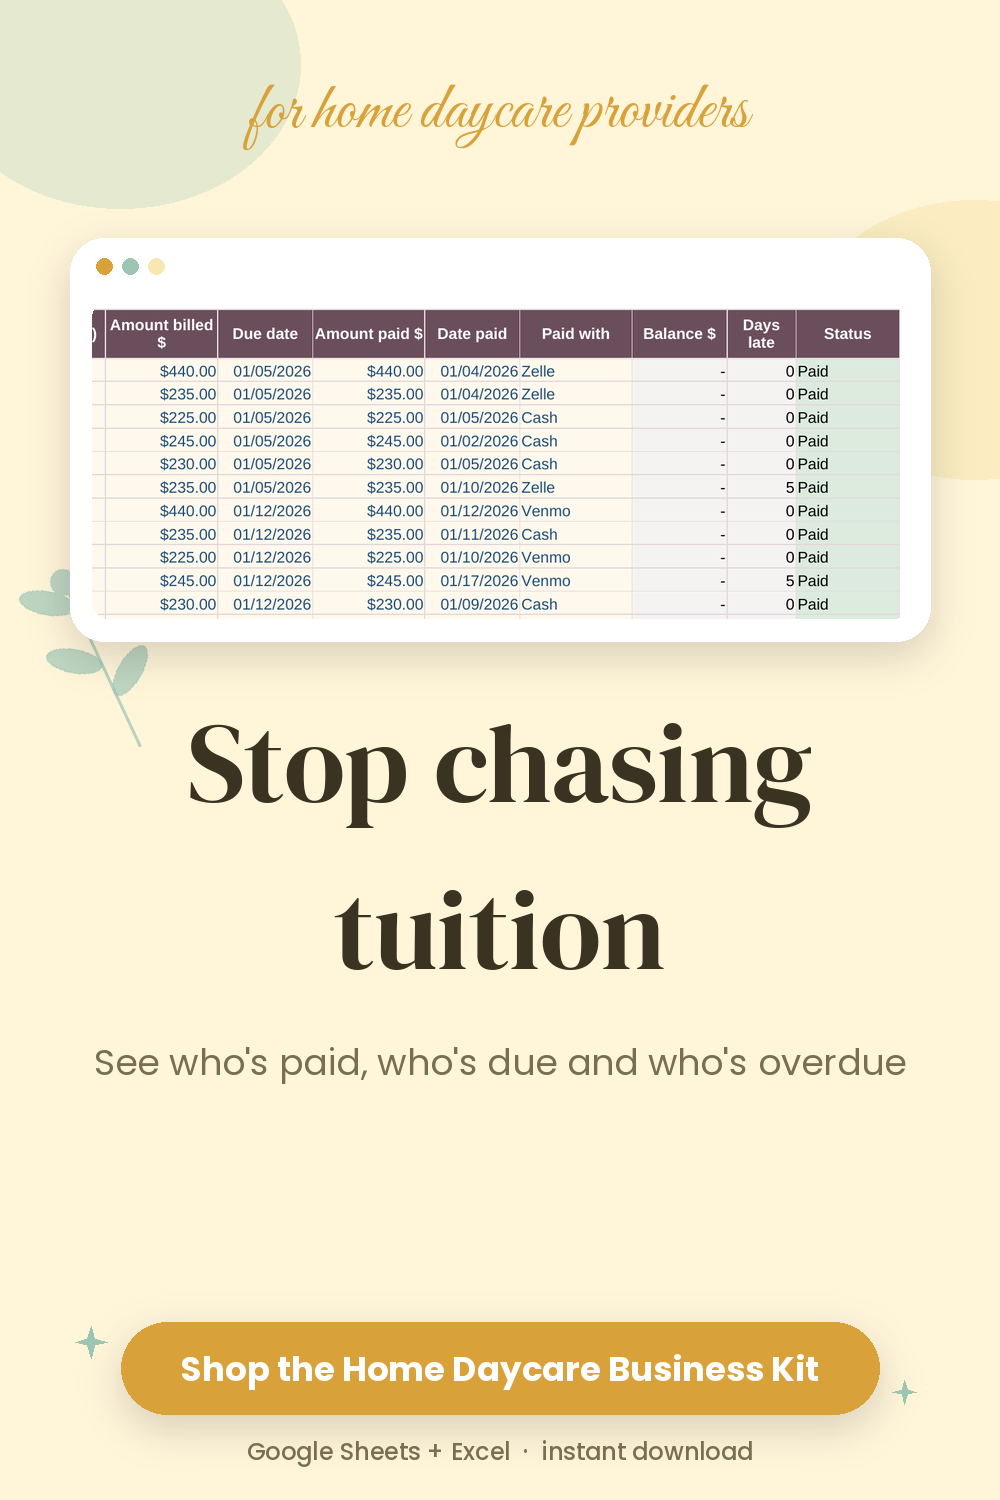 for home daycare providers
) Amount billed $ Due date Amount paid $ Date paid Paid with Balance $ Days late Status
$440.00 01/05/2026 $440.00 01/04/2026 Zelle - 0 Paid
$235.00 01/05/2026 $235.00 01/04/2026 Zelle - 0 Paid
$225.00 01/05/2026 $225.00 01/05/2026 Cash - 0 Paid
$245.00 01/05/2026 $245.00 01/02/2026 Cash - 0 Paid
$230.00 01/05/2026 $230.00 01/05/2026 Cash - 0 Paid
$235.00 01/05/2026 $235.00 01/10/2026 Zelle - 5 Paid
$440.00 01/12/2026 $440.00 01/12/2026 Venmo - 0 Paid
$235.00 01/12/2026 $235.00 01/11/2026 Cash - 0 Paid
$225.00 01/12/2026 $225.00 01/10/2026 Venmo - 0 Paid
$245.00 01/12/2026 $245.00 01/17/2026 Venmo - 5 Paid
$230.00 01/12/2026 $230.00 01/09/2026 Cash - 0 Paid
Stop chasing
tuition
See who's paid, who's due and who's overdue
Shop the Home Daycare Business Kit
Google Sheets + Excel · instant download